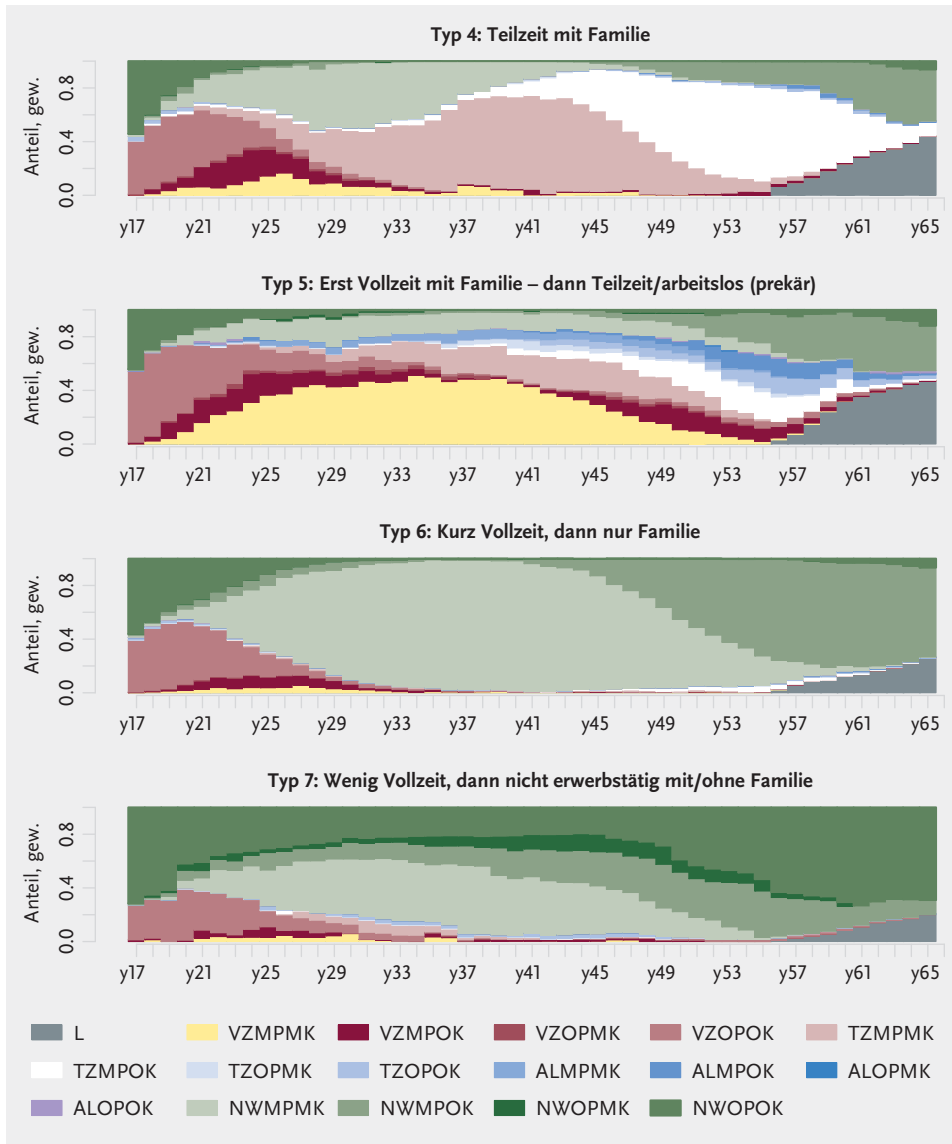 Typ 4: Teilzeit mit Familie
Anteil, gew.
0.0 0.4 0.8
y17 y21 y25 y29 y33 y37 y41 y45 y49 y53 y57 y61 y65
Typ 5: Erst Vollzeit mit Familie – dann Teilzeit/arbeitslos (prekär)
Anteil, gew.
0.0 0.4 0.8
y17 y21 y25 y29 y33 y37 y41 y45 y49 y53 y57 y61 y65
Typ 6: Kurz Vollzeit, dann nur Familie
Anteil, gew.
0.0 0.4 0.8
y17 y21 y25 y29 y33 y37 y41 y45 y49 y53 y57 y61 y65
Typ 7: Wenig Vollzeit, dann nicht erwerbstätig mit/ohne Familie
Anteil, gew.
0.0 0.4 0.8
y17 y21 y25 y29 y33 y37 y41 y45 y49 y53 y57 y61 y65
L VZMPMK VZMPOK VZOPMK VZOPOK TZMPMK
TZMPOK TZOPMK TZOPOK ALMPMK ALMPOK ALOPMK
ALOPOK NWMPMK NWMPOK NWOPMK NWOPOK